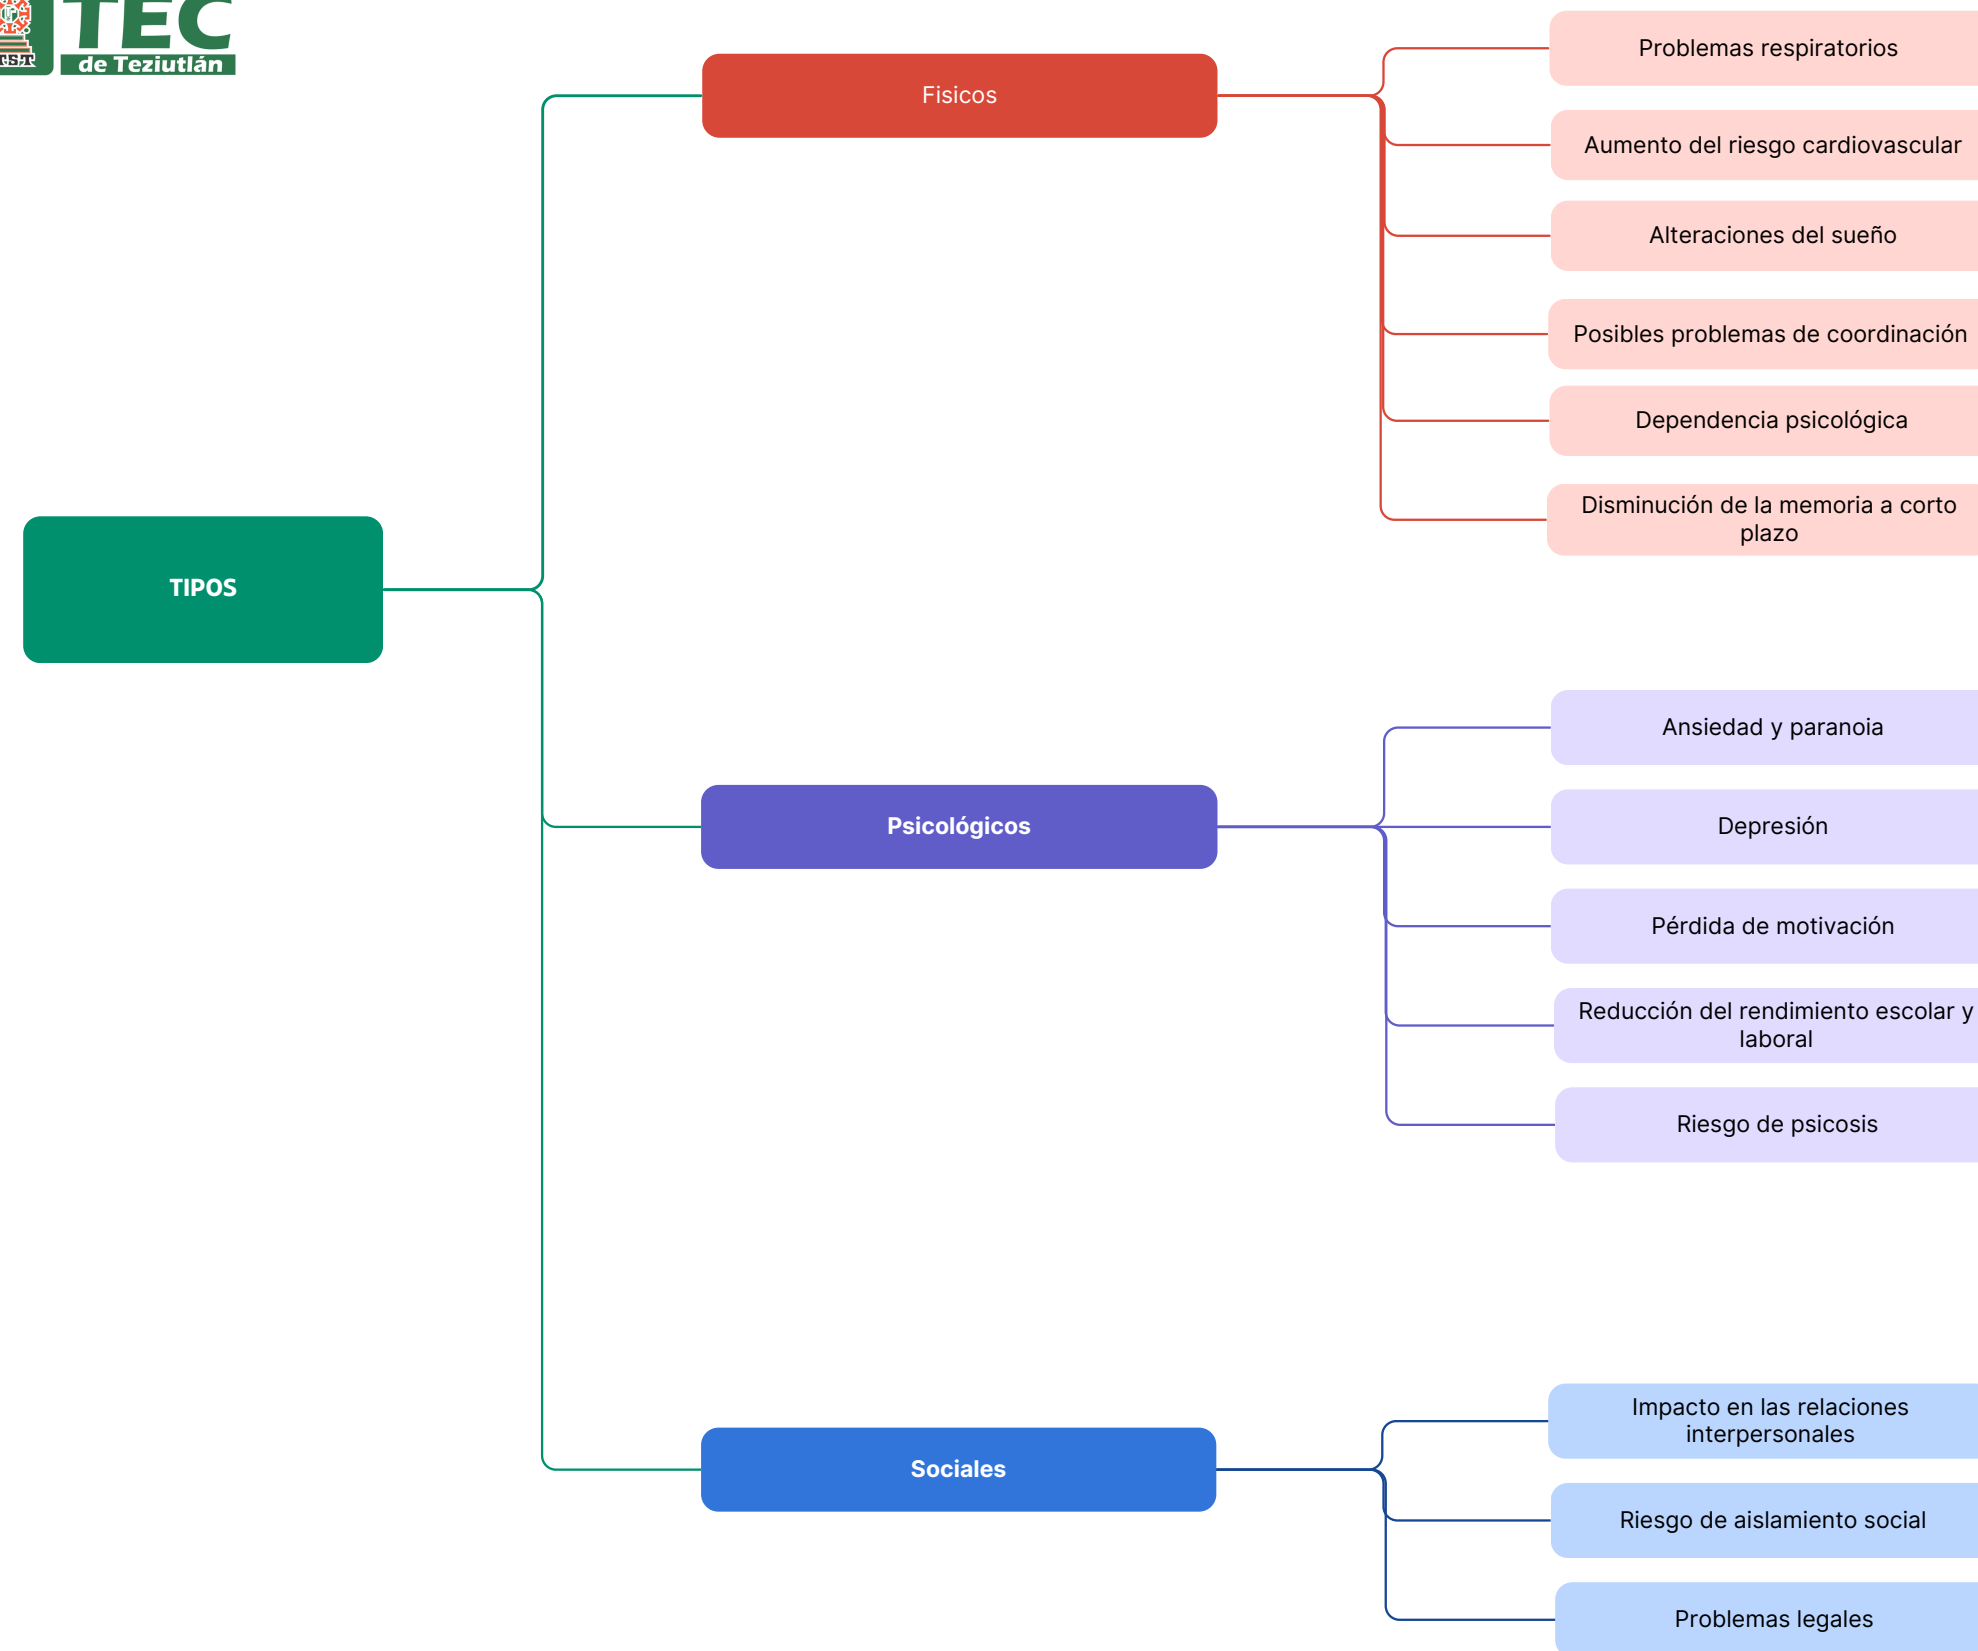 TEC
de Teziutlán
TST
Fisicos
Problemas respiratorios
Aumento del riesgo cardiovascular
Alteraciones del sueño
Posibles problemas de coordinación
Dependencia psicológica
Disminución de la memoria a corto
plazo
TIPOS
Psicológicos
Ansiedad y paranoia
Depresión
Pérdida de motivación
Reducción del rendimiento escolar y
laboral
Riesgo de psicosis
Sociales
Impacto en las relaciones
interpersonales
Riesgo de aislamiento social
Problemas legales